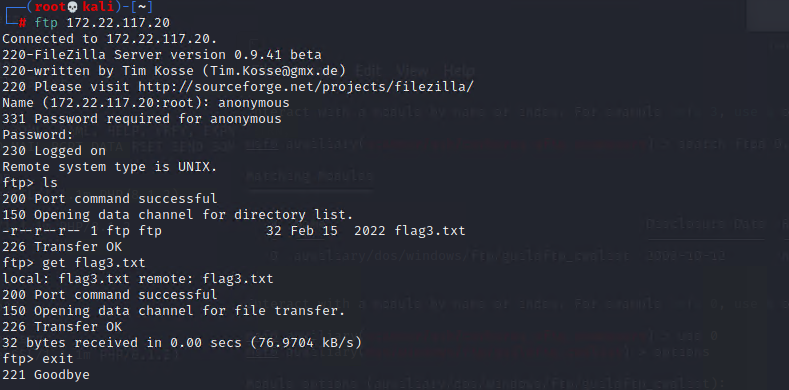 ┌──(root💀kali)-[~]
└─# ftp 172.22.117.20
Connected to 172.22.117.20.
220-FileZilla Server version 0.9.41 beta
220-written by Tim Kosse (Tim.Kosse@gmx.de)
220 Please visit http://sourceforge.net/projects/filezilla/
Name (172.22.117.20:root): anonymous
331 Password required for anonymous
Password:
230 Logged on
Remote system type is UNIX.
ftp> ls
200 Port command successful
150 Opening data channel for directory list.
-r--r--r-- 1 ftp ftp             32 Feb 15  2022 flag3.txt
226 Transfer OK
ftp> get flag3.txt
local: flag3.txt remote: flag3.txt
200 Port command successful
150 Opening data channel for file transfer.
226 Transfer OK
32 bytes received in 0.00 secs (76.9704 kB/s)
ftp> exit
221 Goodbye